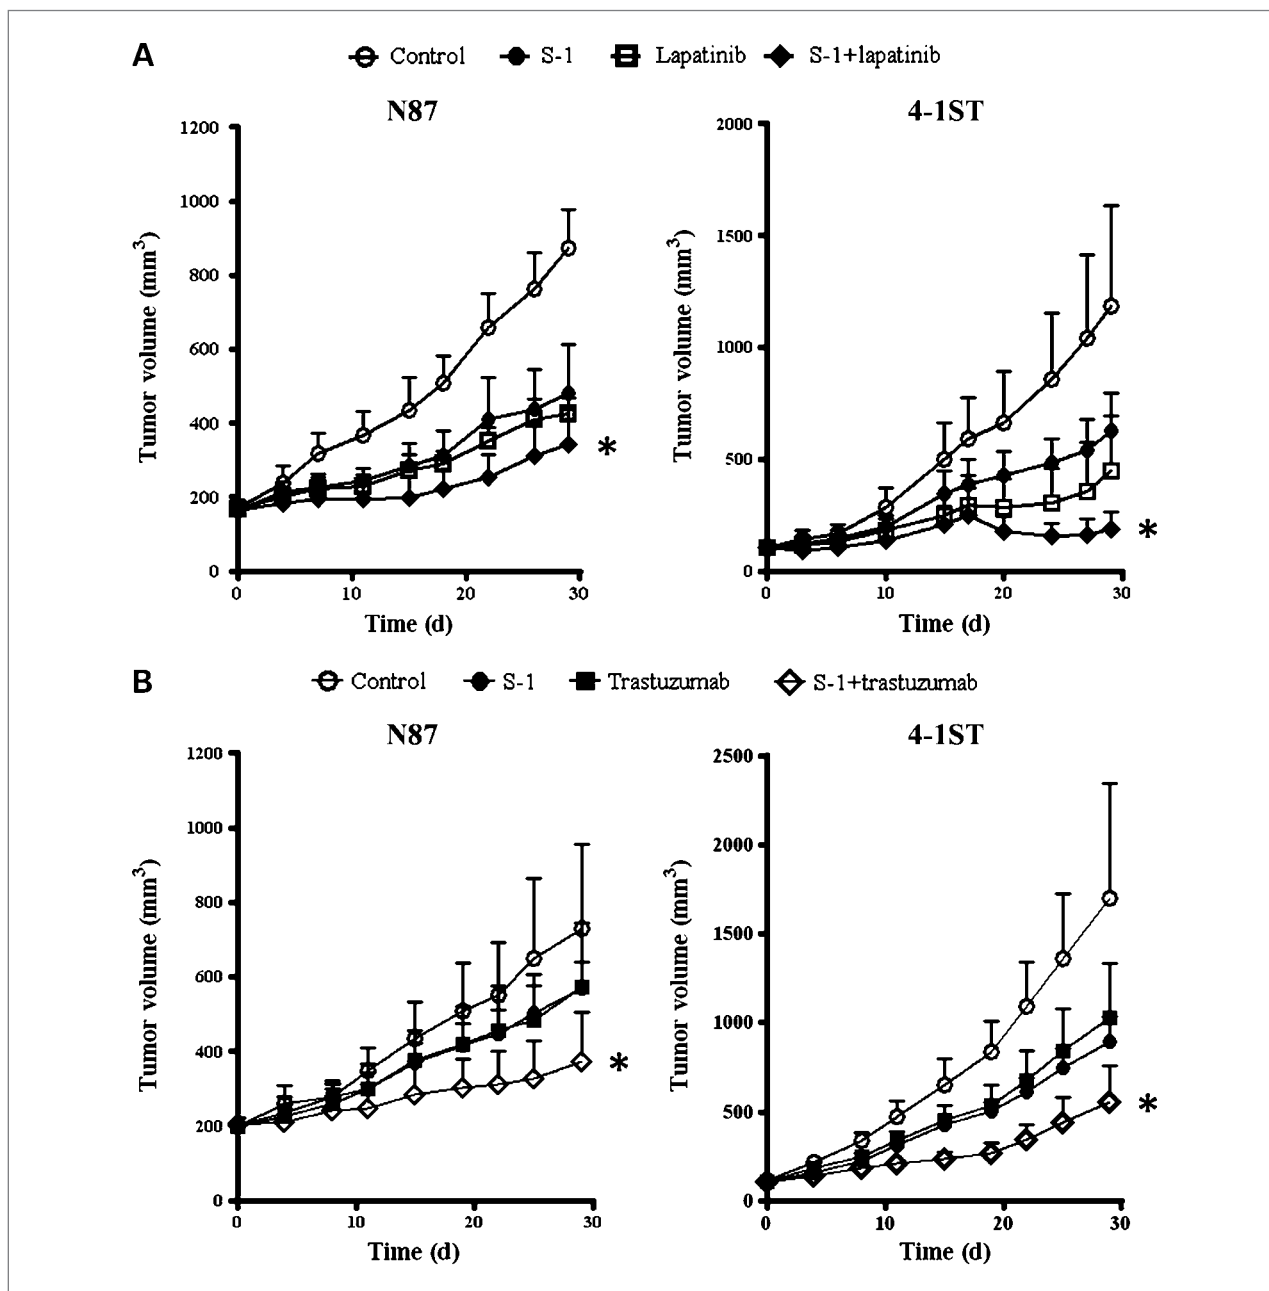 A
Control S-1 Lapatinib S-1+lapatinib
N87
4-1ST
1200
1000
800
600
400
200
0
Tumor volume (mm³)
0 10 20 30
Time (d)
*
2000
1500
1000
500
0
Tumor volume (mm³)
0 10 20 30
Time (d)
*
B
Control S-1 Trastuzumab S-1+trastuzumab
N87
4-1ST
1200
1000
800
600
400
200
0
Tumor volume (mm³)
0 10 20 30
Time (d)
*
2500
2000
1500
1000
500
0
Tumor volume (mm³)
0 10 20 30
Time (d)
*